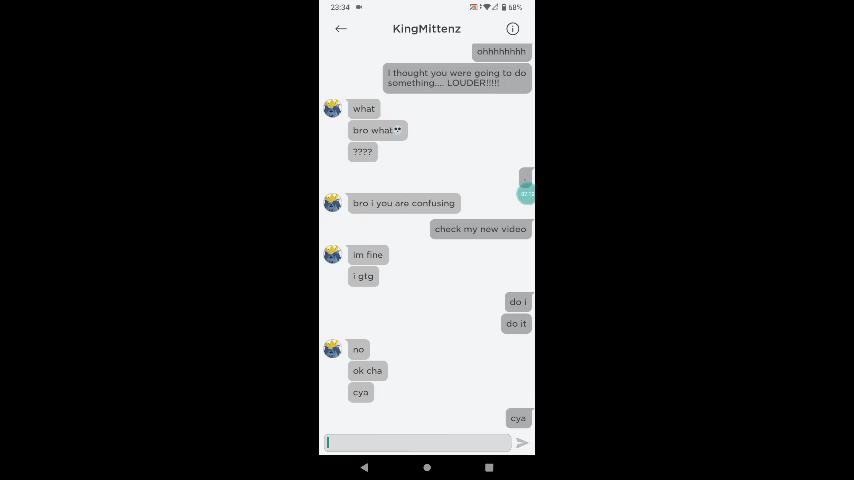 23:34
68%
KingMittenz
ohhhhhhhh
I thought you were going to do
something.... LOUDER!!!!!
what
bro what💀
????
.
bro i you are confusing
check my new video
im fine
i gtg
do i
do it
no
ok cha
cya
cya